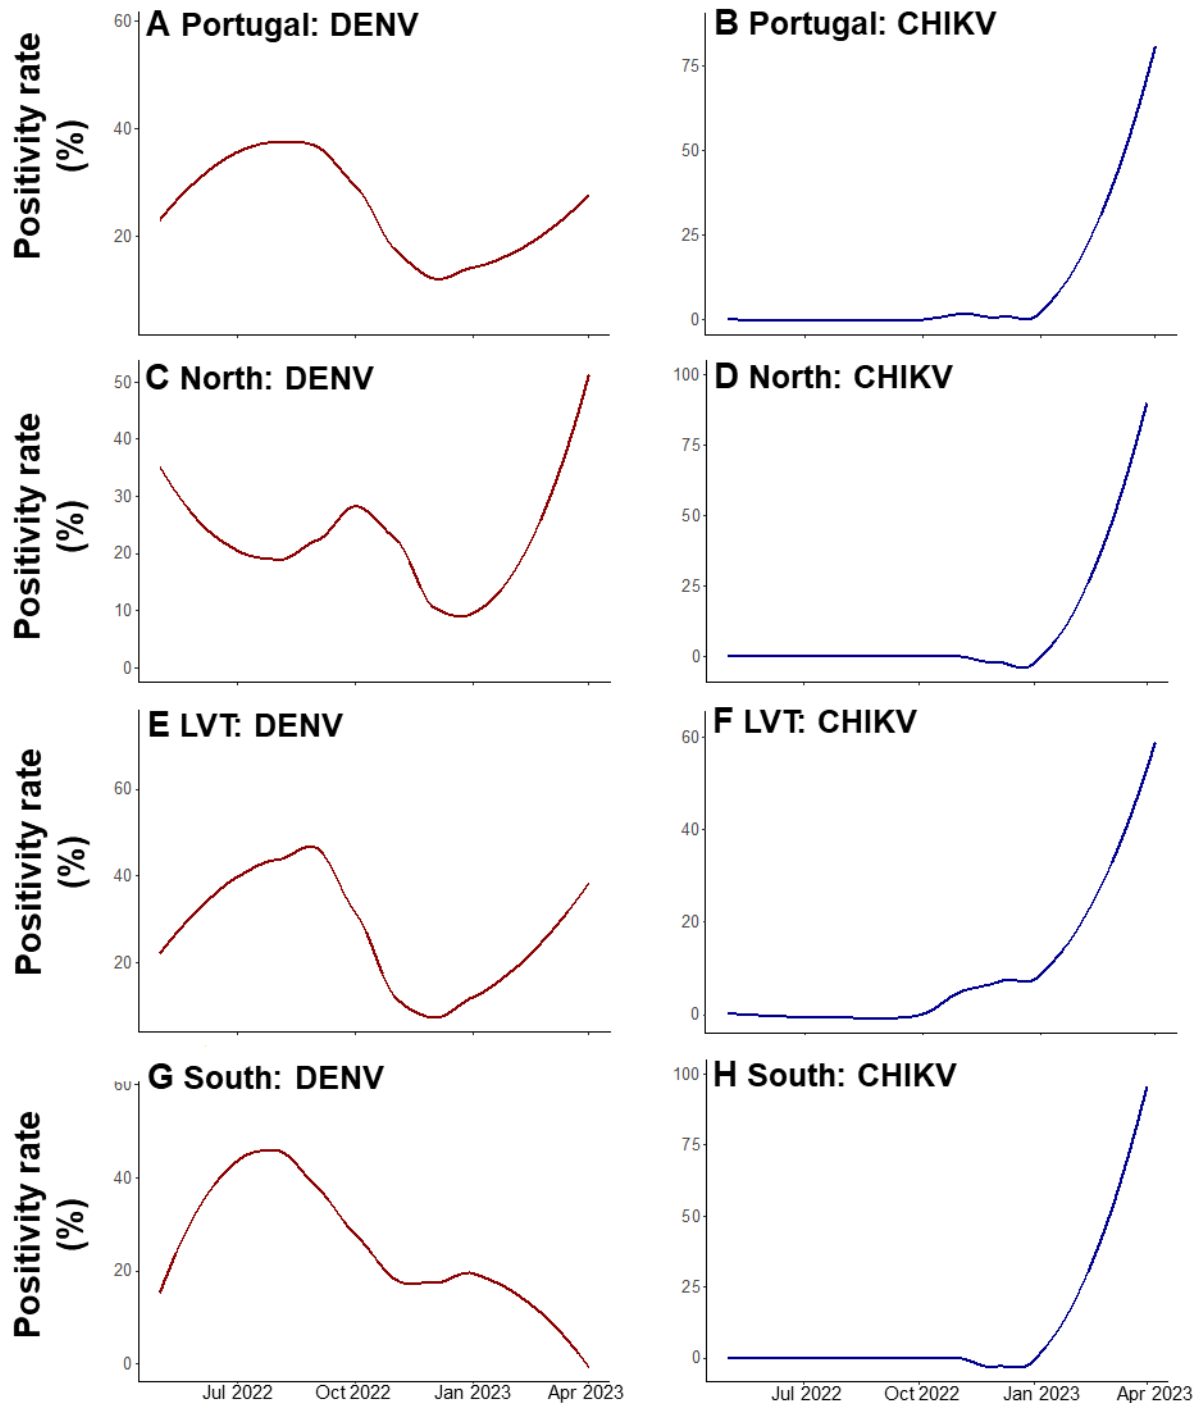 A Portugal: DENV
B Portugal: CHIKV
Positivity rate
(%)
60
40
20
75
50
25
0
C North: DENV
D North: CHIKV
Positivity rate
(%)
50
40
30
20
10
0
100
75
50
25
0
E LVT: DENV
F LVT: CHIKV
Positivity rate
(%)
60
40
20
60
40
20
0
G South: DENV
H South: CHIKV
Positivity rate
(%)
60
40
20
0
100
75
50
25
0
Jul 2022 Oct 2022 Jan 2023 Apr 2023
Jul 2022 Oct 2022 Jan 2023 Apr 2023